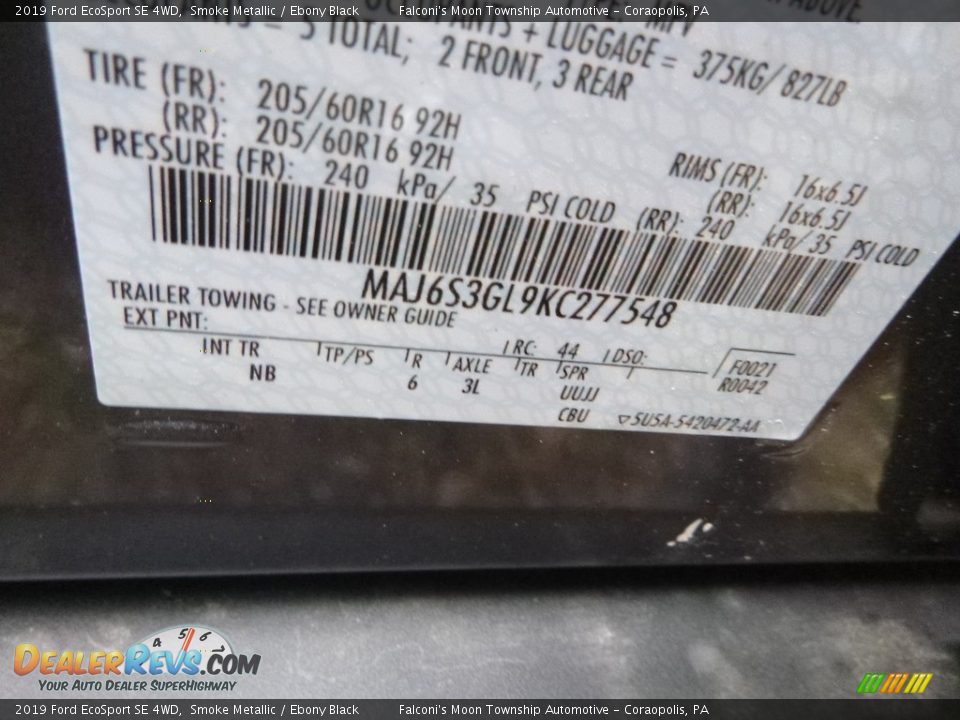 2019 Ford EcoSport SE 4WD, Smoke Metallic / Ebony Black Falconi's Moon Township Automotive - Coraopolis, PA
= 5 TOTAL; 2 FRONT, 3 REAR
+ LUGGAGE = 375KG/827LB
TIRE (FR): 205/60R16 92H
(RR): 205/60R16 92H
RIMS (FR): 16x6.5J
(RR): 16x6.5J
PRESSURE (FR): 240 kPa/ 35 PSI COLD (RR): 240 kPa/ 35 PSI COLD
MAJ6S3GL9KC277548
TRAILER TOWING - SEE OWNER GUIDE
EXT PNT: RC: 44 DSO:
INT TR TP/PS R AXLE TR SPR F0021
NB 6 3L UUJJ R0042
CBU ▽5U5A-5420472-AA
4 5 6
DEALERREVS.COM
YOUR AUTO DEALER SUPERHIGHWAY
2019 Ford EcoSport SE 4WD, Smoke Metallic / Ebony Black Falconi's Moon Township Automotive - Coraopolis, PA